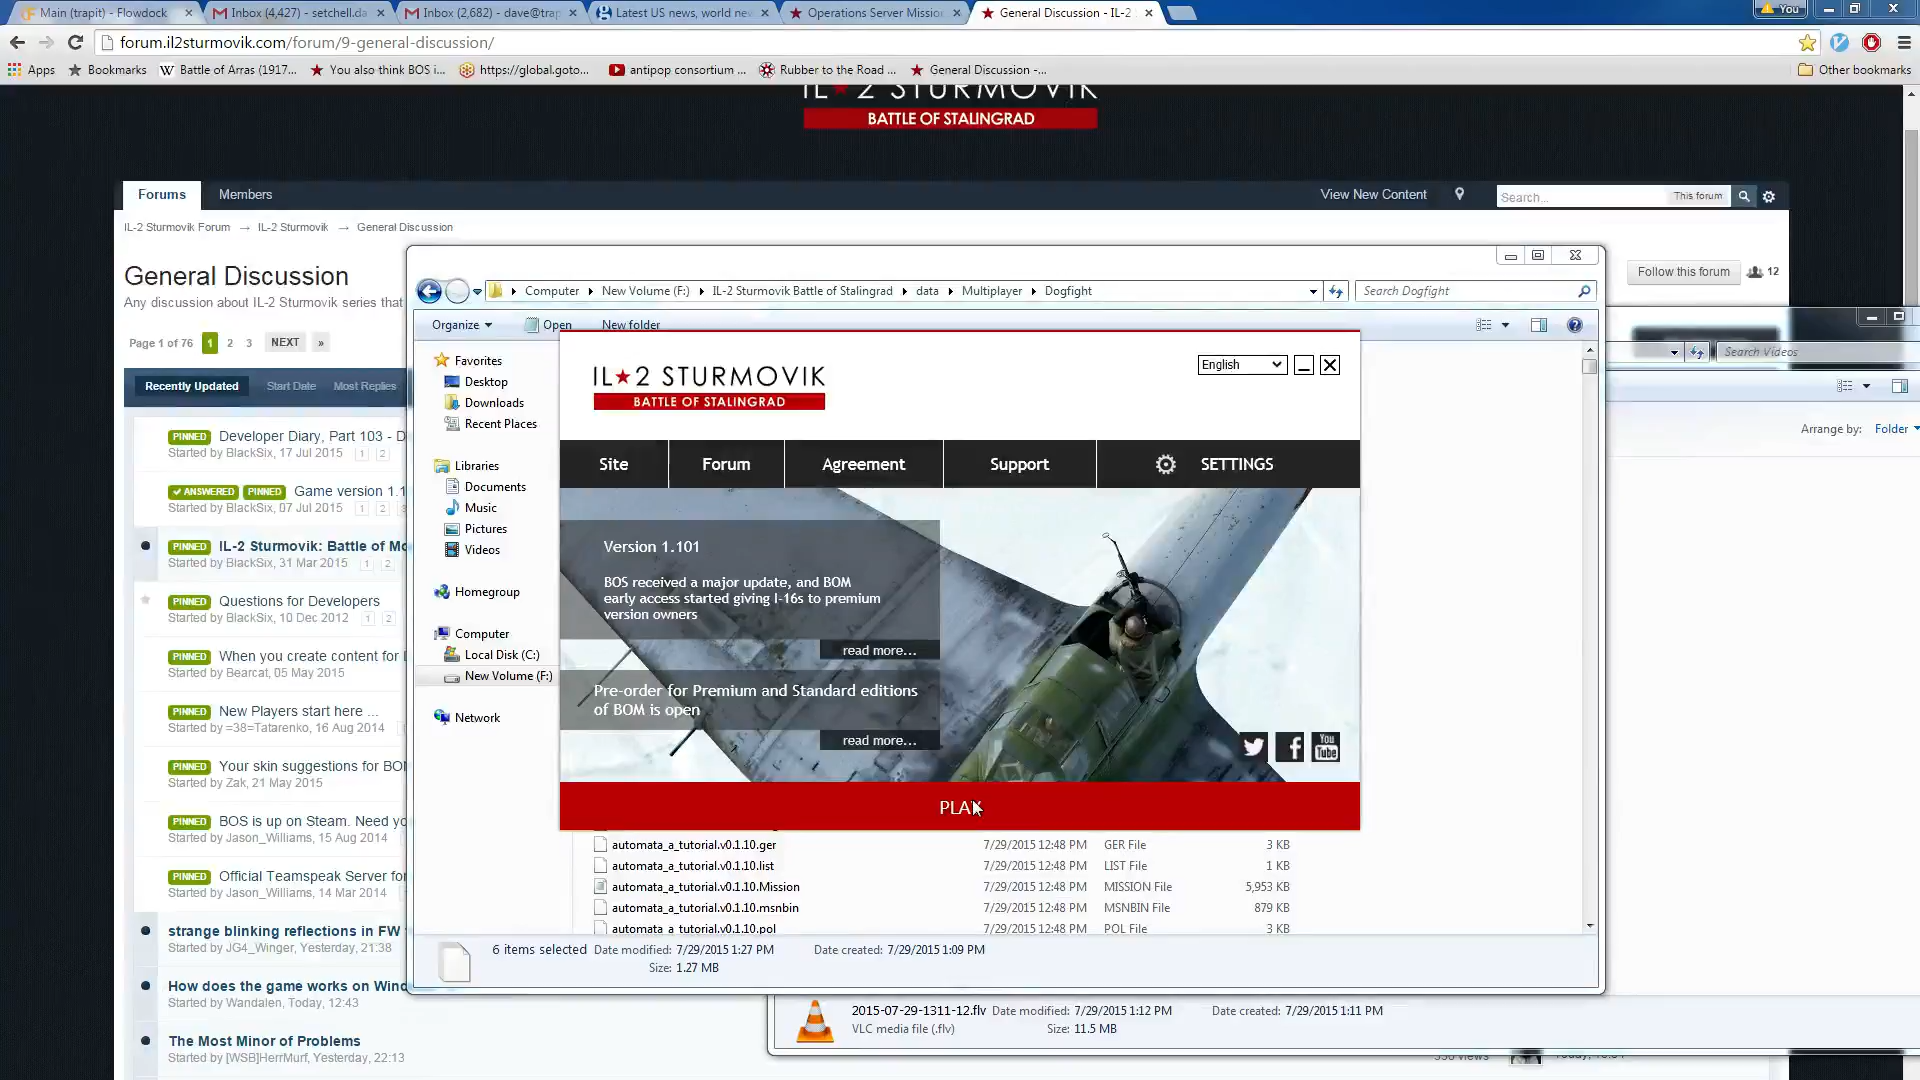 Main (trapit) - Flowdock
Inbox (4,427) - setchell.da
Inbox (2,682) - dave@trap
Latest US news, world new
Operations Server Missio
General Discussion - IL-2
You
forum.il2sturmovik.com/forum/9-general-discussion/
Apps
Bookmarks
Battle of Arras (1917...
You also think BOS i...
https://global.goto...
antipop consortium ...
Rubber to the Road ...
General Discussion -...
Other bookmarks
IL★2 STURMOVIK
BATTLE OF STALINGRAD
Forums
Members
View New Content
Search...
This forum
IL-2 Sturmovik Forum → IL-2 Sturmovik → General Discussion
General Discussion
Any discussion about IL-2 Sturmovik series that
Follow this forum
12
Page 1 of 76
1
2
3
NEXT
»
Recently Updated
Start Date
Most Replies
PINNED Developer Diary, Part 103 - D
Started by BlackSix, 17 Jul 2015 1 2
ANSWERED PINNED Game version 1.1
Started by BlackSix, 07 Jul 2015 1 2 3
PINNED IL-2 Sturmovik: Battle of Mo
Started by BlackSix, 31 Mar 2015 1 2
PINNED Questions for Developers
Started by BlackSix, 10 Dec 2012 1 2
PINNED When you create content for
Started by Bearcat, 05 May 2015
PINNED New Players start here ...
Started by =38=Tatarenko, 16 Aug 2014
PINNED Your skin suggestions for BO
Started by Zak, 21 May 2015
PINNED BOS is up on Steam. Need yo
Started by Jason_Williams, 15 Aug 2014
PINNED Official Teamspeak Server for
Started by Jason_Williams, 14 Mar 2014
strange blinking reflections in FW
Started by JG4_Winger, Yesterday, 21:38
How does the game works on Wind
Started by Wandalen, Today, 12:43
The Most Minor of Problems
Started by [WSB]HerrMurf, Yesterday, 22:13
Computer
New Volume (F:)
IL-2 Sturmovik Battle of Stalingrad
data
Multiplayer
Dogfight
Search Dogfight
Organize
Open
New folder
Favorites
Desktop
Downloads
Recent Places
Libraries
Documents
Music
Pictures
Videos
Homegroup
Computer
Local Disk (C:)
New Volume (F:)
Network
IL★2 STURMOVIK
BATTLE OF STALINGRAD
English
Site
Forum
Agreement
Support
SETTINGS
Version 1.101
BOS received a major update, and BOM
early access started giving I-16s to premium
version owners
read more...
Pre-order for Premium and Standard editions
of BOM is open
read more...
You
Tube
PLAY
automata_a_tutorial.v0.1.10.ger 7/29/2015 12:48 PM GER File 3 KB
automata_a_tutorial.v0.1.10.list 7/29/2015 12:48 PM LIST File 1 KB
automata_a_tutorial.v0.1.10.Mission 7/29/2015 12:48 PM MISSION File 5,953 KB
automata_a_tutorial.v0.1.10.msnbin 7/29/2015 12:48 PM MSNBIN File 879 KB
automata_a_tutorial.v0.1.10.pol 7/29/2015 12:48 PM POL File 3 KB
6 items selected Date modified: 7/29/2015 1:27 PM Date created: 7/29/2015 1:09 PM
Size: 1.27 MB
Search Videos
Arrange by: Folder
2015-07-29-1311-12.flv Date modified: 7/29/2015 1:12 PM Date created: 7/29/2015 1:11 PM
VLC media file (.flv) Size: 11.5 MB